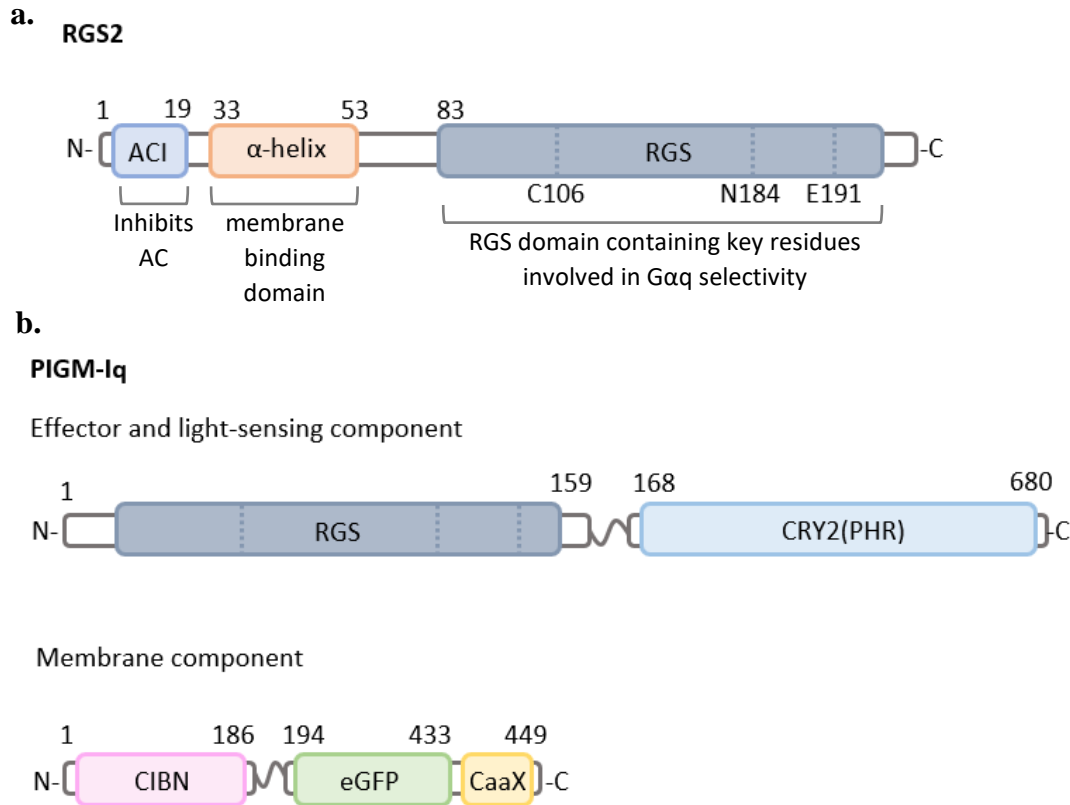 a.
RGS2
1 19 33 53 83
N- ACI α-helix RGS -C
C106 N184 E191
Inhibits
AC
membrane
binding
domain
RGS domain containing key residues
involved in Gαq selectivity
b.
PIGM-Iq
Effector and light-sensing component
1 159 168 680
N- RGS CRY2(PHR) -C
Membrane component
1 186 194 433 449
N- CIBN eGFP CaaX -C